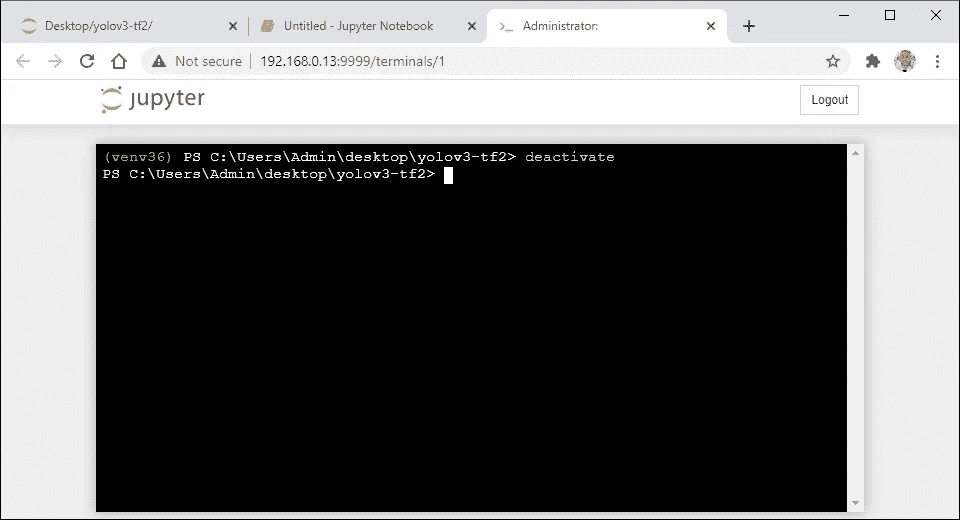 Desktop/yolov3-tf2/
Untitled - Jupyter Notebook
Administrator:
Not secure | 192.168.0.13:9999/terminals/1
jupyter
Logout
(venv36) PS C:\Users\Admin\desktop\yolov3-tf2> deactivate
PS C:\Users\Admin\desktop\yolov3-tf2>